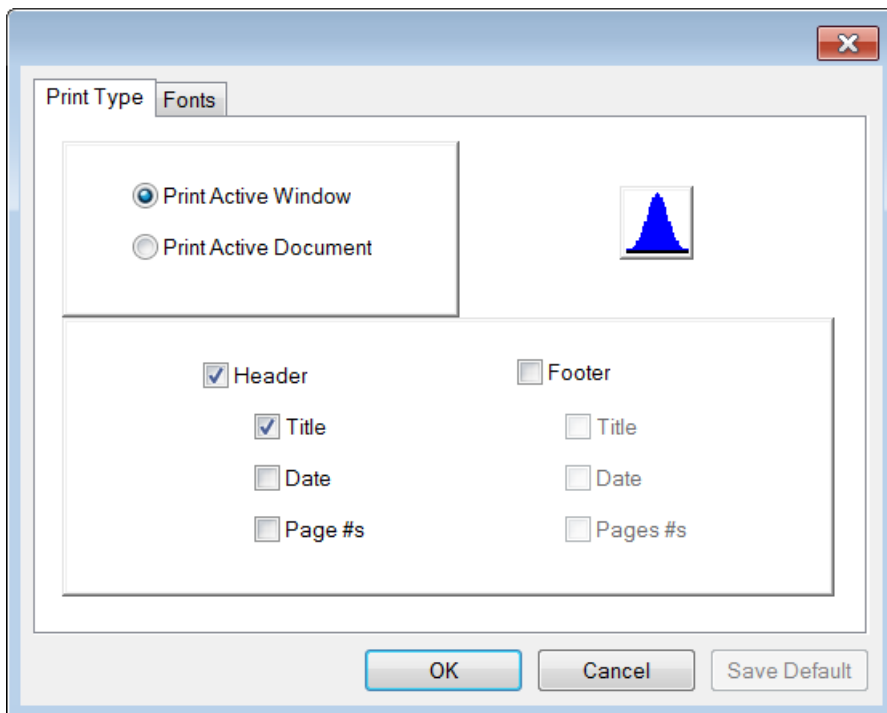 Print Type
Fonts
Print Active Window
Print Active Document
Header
Footer
Title
Title
Date
Date
Page #s
Pages #s
OK
Cancel
Save Default